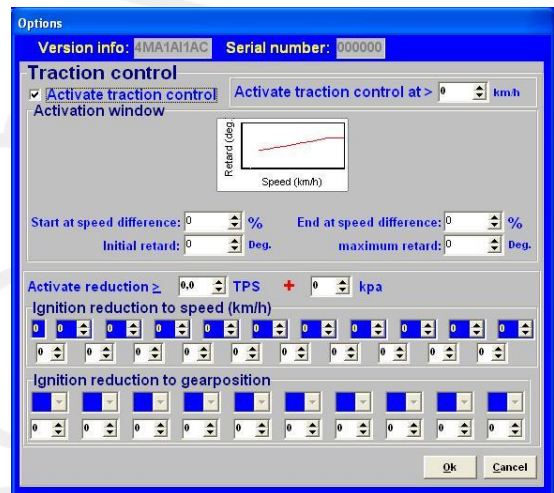 Options
Version info: 4MA1AI1AC Serial number: 000000
Traction control
Activate traction control Activate traction control at > 0 km/h
Activation window
Retard (deg.
Speed (km/h)
Start at speed difference: 0 % End at speed difference: 0 %
Initial retard: 0 Deg. maximum retard: 0 Deg.
Activate reduction ≥ 0,0 TPS + 0 kpa
Ignition reduction to speed (km/h)
0 0 0 0 0 0 0 0 0 0 0
0 0 0 0 0 0 0 0 0 0
Ignition reduction to gearposition
0 0 0 0 0 0 0 0 0 0
Ok Cancel